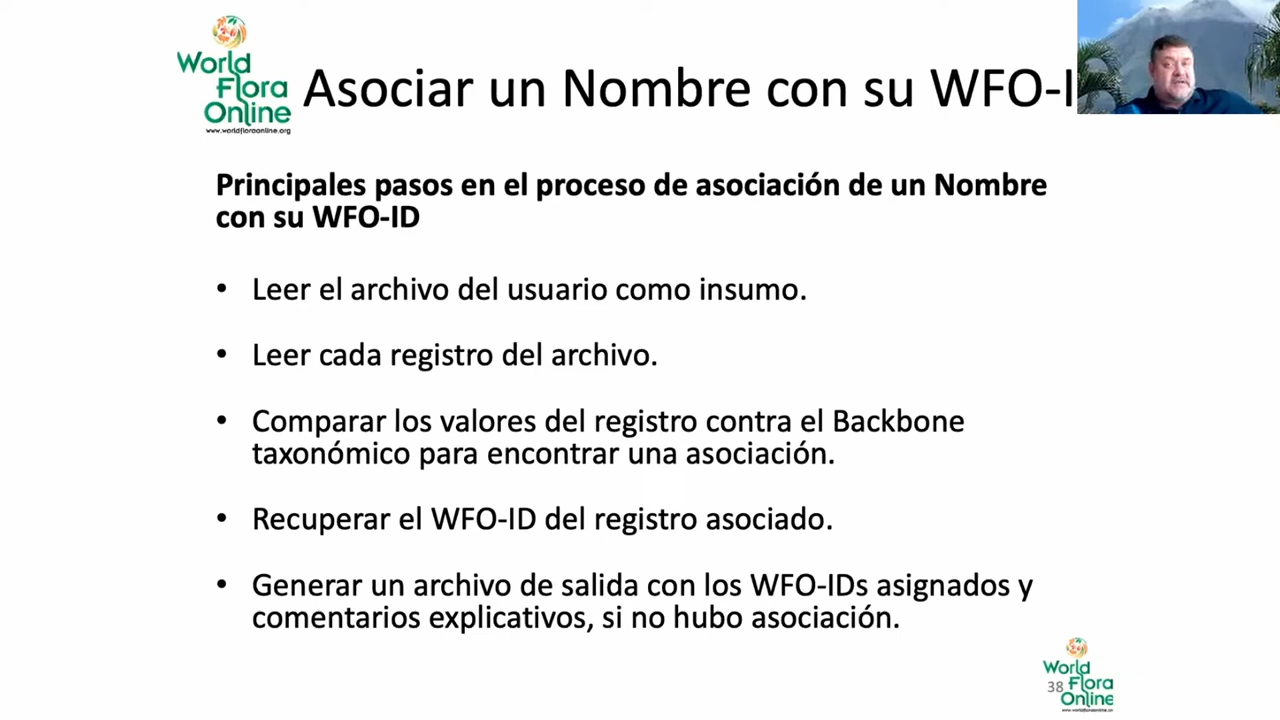 World
Flora
Online
www.worldfloraonline.org
Asociar un Nombre con su WFO-I
Principales pasos en el proceso de asociación de un Nombre
con su WFO-ID
• Leer el archivo del usuario como insumo.
• Leer cada registro del archivo.
• Comparar los valores del registro contra el Backbone
taxonómico para encontrar una asociación.
• Recuperar el WFO-ID del registro asociado.
• Generar un archivo de salida con los WFO-IDs asignados y
comentarios explicativos, si no hubo asociación.
World
38 Flora
Online
www.worldfloraonline.or